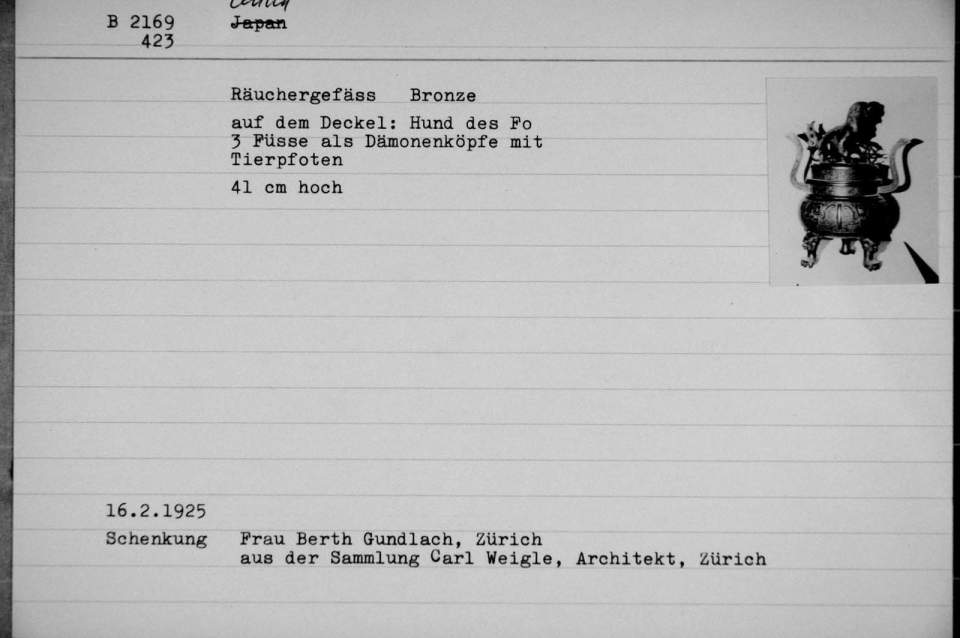 B 2169 Japan
423
Räuchergefäss Bronze
auf dem Deckel: Hund des Fo
3 Füsse als Dämonenköpfe mit
Tierpfoten
41 cm hoch
16.2.1925
Schenkung Frau Berth Gundlach, Zürich
aus der Sammlung Carl Weigle, Architekt, Zürich